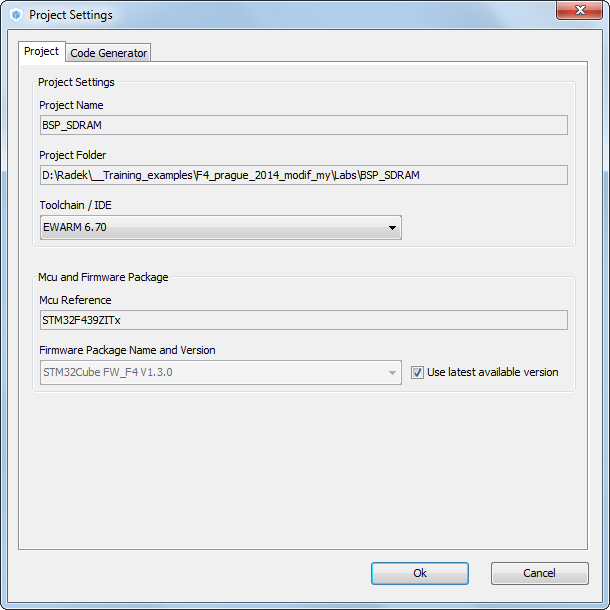 Project Settings
Project
Code Generator
Project Settings
Project Name
BSP_SDRAM
Project Folder
D:\Radek\__Training_examples\F4_prague_2014_modif_my\Labs\BSP_SDRAM
Toolchain / IDE
EWARM 6.70
Mcu and Firmware Package
Mcu Reference
STM32F439ZITx
Firmware Package Name and Version
STM32Cube FW_F4 V1.3.0
Use latest available version
Ok
Cancel